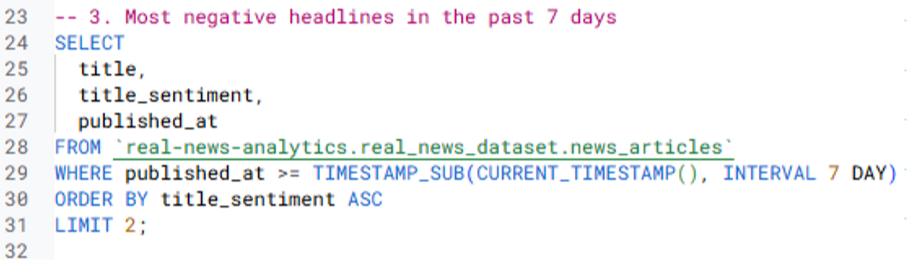 23 -- 3. Most negative headlines in the past 7 days
24 SELECT
25   title,
26   title_sentiment,
27   published_at
28 FROM `real-news-analytics.real_news_dataset.news_articles`
29 WHERE published_at >= TIMESTAMP_SUB(CURRENT_TIMESTAMP(), INTERVAL 7 DAY)
30 ORDER BY title_sentiment ASC
31 LIMIT 2;
32